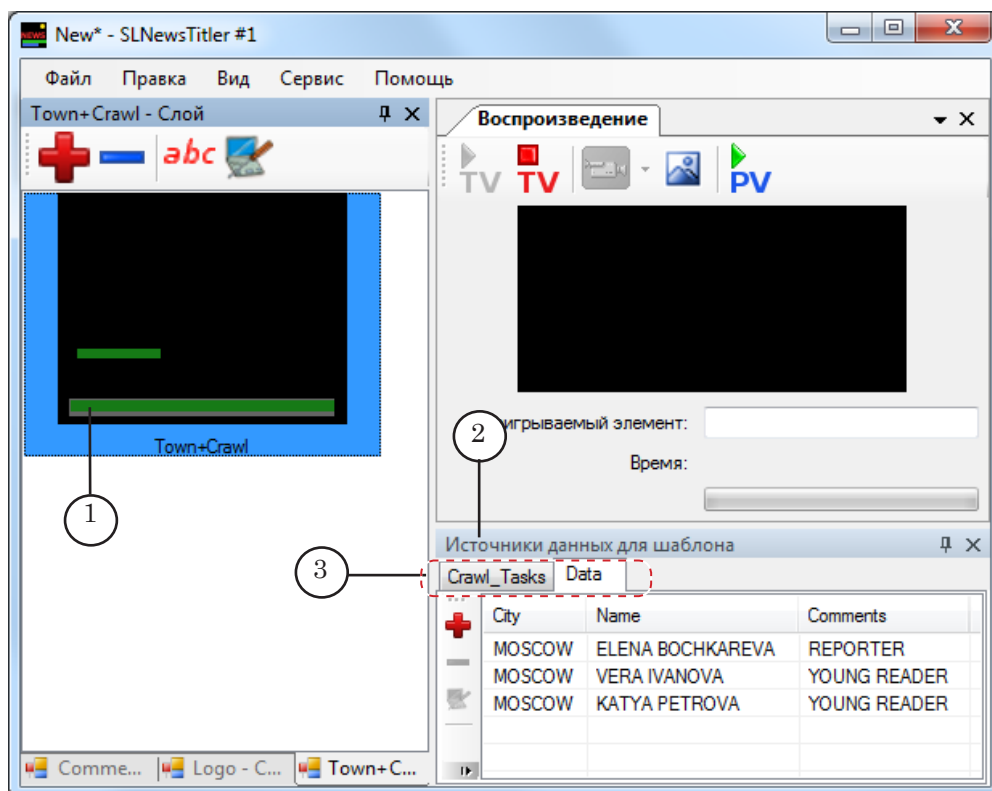 NEWS
New* - SLNewsTitler #1
Файл Правка Вид Сервис Помощь
Town+Crawl - Слой
abc
Town+Crawl
1
Comme... Logo - C... Town+C...
Воспроизведение
TV TV PV
2
игрываемый элемент:
Время:
Источники данных для шаблона
3
Crawl_Tasks Data
City Name Comments
MOSCOW ELENA BOCHKAREVA REPORTER
MOSCOW VERA IVANOVA YOUNG READER
MOSCOW KATYA PETROVA YOUNG READER